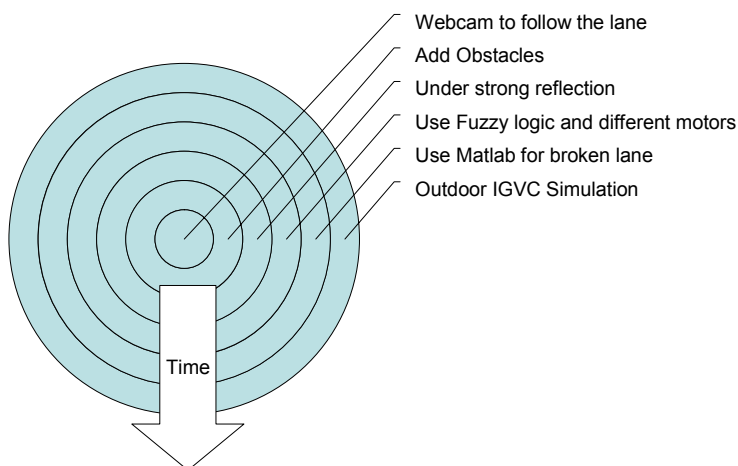 Webcam to follow the lane
Add Obstacles
Under strong reflection
Use Fuzzy logic and different motors
Use Matlab for broken lane
Outdoor IGVC Simulation
Time